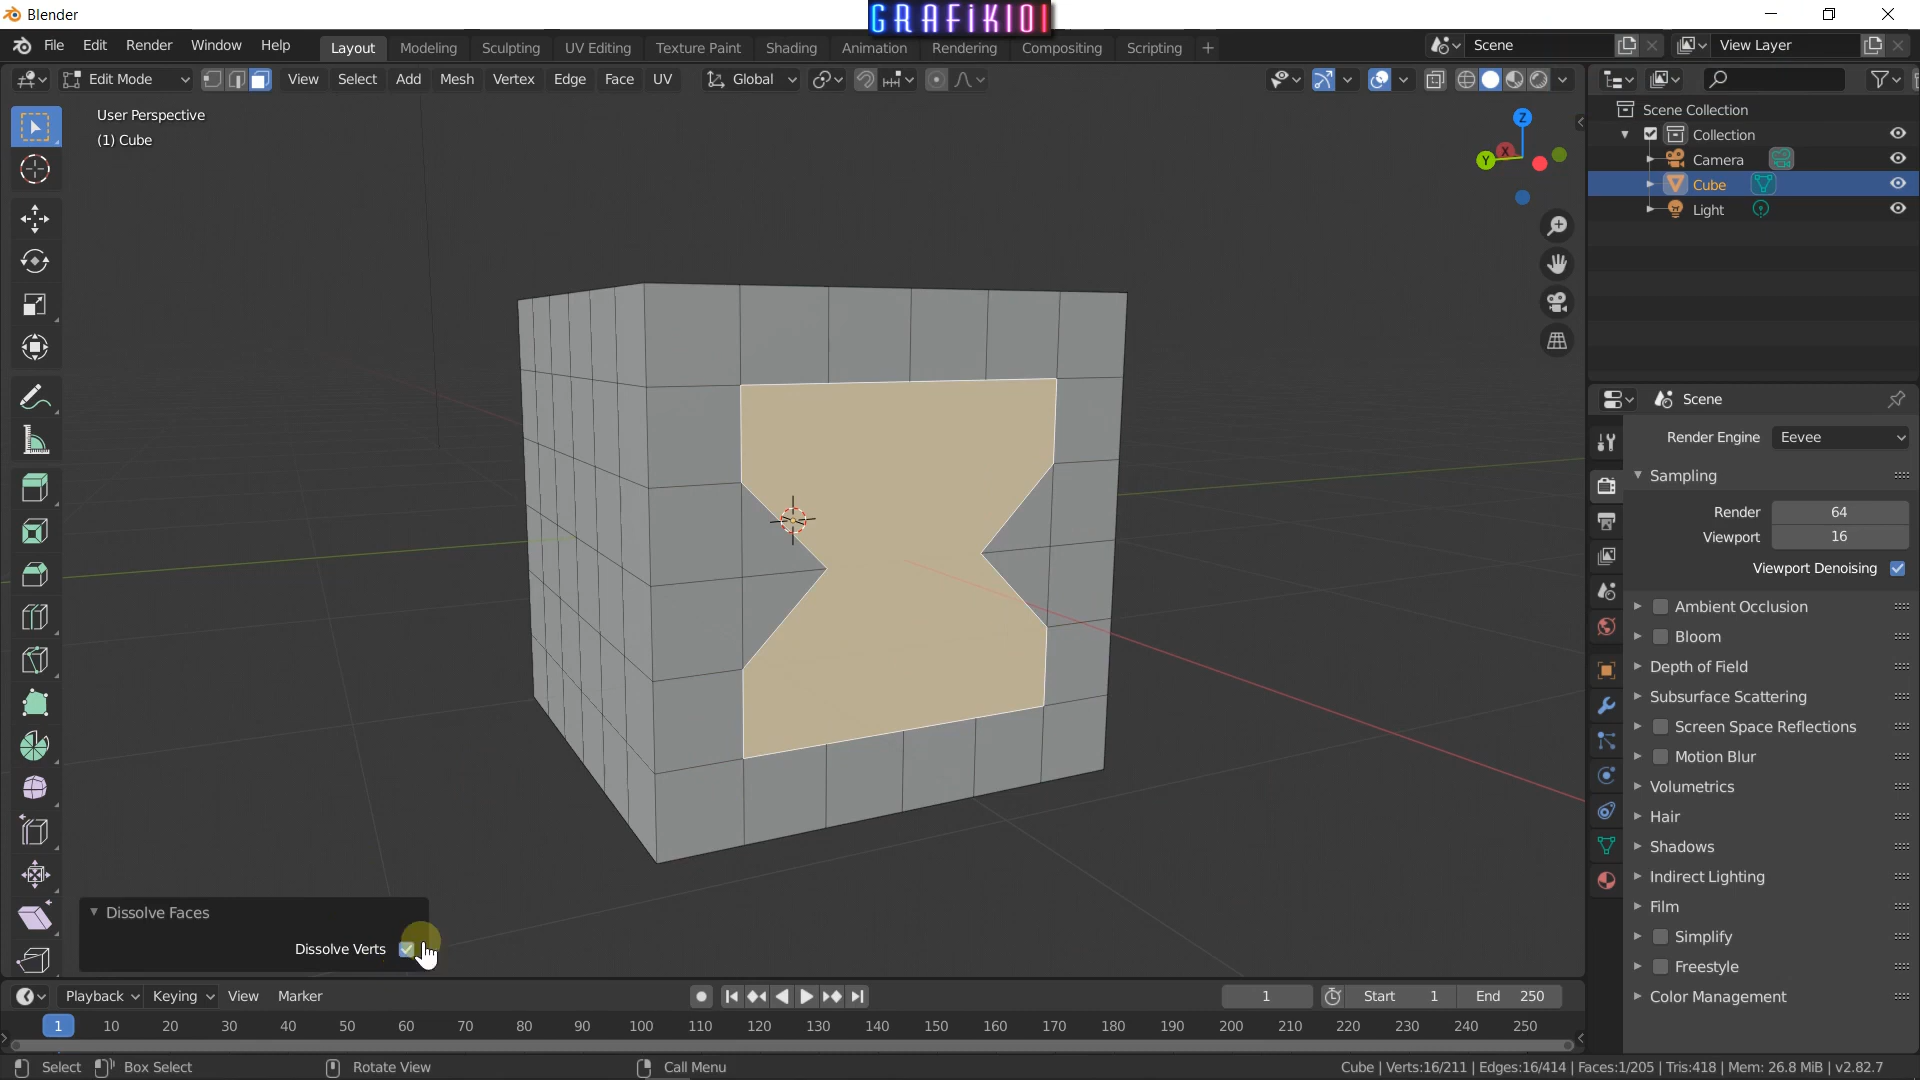 Blender
GRAFiK101
File Edit Render Window Help Layout Modeling Sculpting UV Editing Texture Paint Shading Animation Rendering Compositing Scripting + Scene View Layer
Edit Mode View Select Add Mesh Vertex Edge Face UV Global
User Perspective
(1) Cube
Z
Y
X
Scene Collection
Collection
Camera
Cube
Light
Scene
Render Engine Eevee
Sampling
Render 64
Viewport 16
Viewport Denoising
Ambient Occlusion
Bloom
Depth of Field
Subsurface Scattering
Screen Space Reflections
Motion Blur
Volumetrics
Hair
Shadows
Indirect Lighting
Film
Simplify
Freestyle
Color Management
Dissolve Faces
Dissolve Verts
Playback Keying View Marker 1 Start 1 End 250
1 10 20 30 40 50 60 70 80 90 100 110 120 130 140 150 160 170 180 190 200 210 220 230 240 250
Select Box Select Rotate View Call Menu Cube | Verts:16/211 | Edges:16/414 | Faces:1/205 | Tris:418 | Mem: 26.8 MiB | v2.82.7